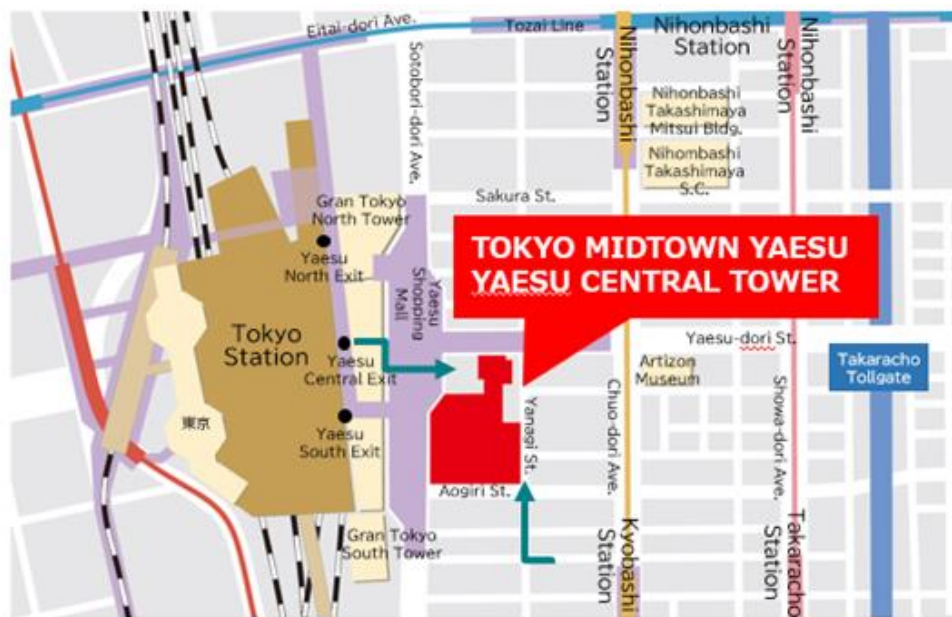 Eitai-dori Ave.
Tozai Line
Nihonbashi
Station
Sotobori-dori Ave.
Nihonbashi
Station
Nihonbashi
Station
Nihonbashi
Takashimaya
Mitsui Bldg.
Nihombashi
Takashimaya
S.C.
Sakura St.
Gran Tokyo
North Tower
Yaesu
North Exit
Yaesu
Shopping
Mall
TOKYO MIDTOWN YAESU
YAESU CENTRAL TOWER
Tokyo
Station
Yaesu
Central Exit
Yaesu-dori St.
Artizon
Museum
Takaracho
Tollgate
東京
Yaesu
South Exit
Yanagi St.
Chuo-dori Ave.
Showa-dori Ave.
Aogiri St.
Gran Tokyo
South Tower
Kyobashi
Station
Takaracho
Station